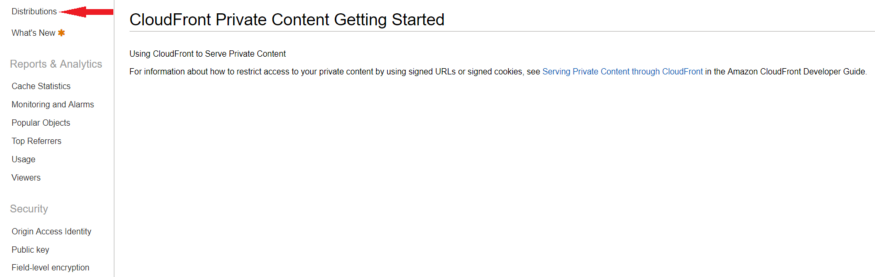 Distributions
What's New
Reports & Analytics
Cache Statistics
Monitoring and Alarms
Popular Objects
Top Referrers
Usage
Viewers
Security
Origin Access Identity
Public key
Field-level encryption
CloudFront Private Content Getting Started
Using CloudFront to Serve Private Content
For information about how to restrict access to your private content by using signed URLs or signed cookies, see Serving Private Content through CloudFront in the Amazon CloudFront Developer Guide.